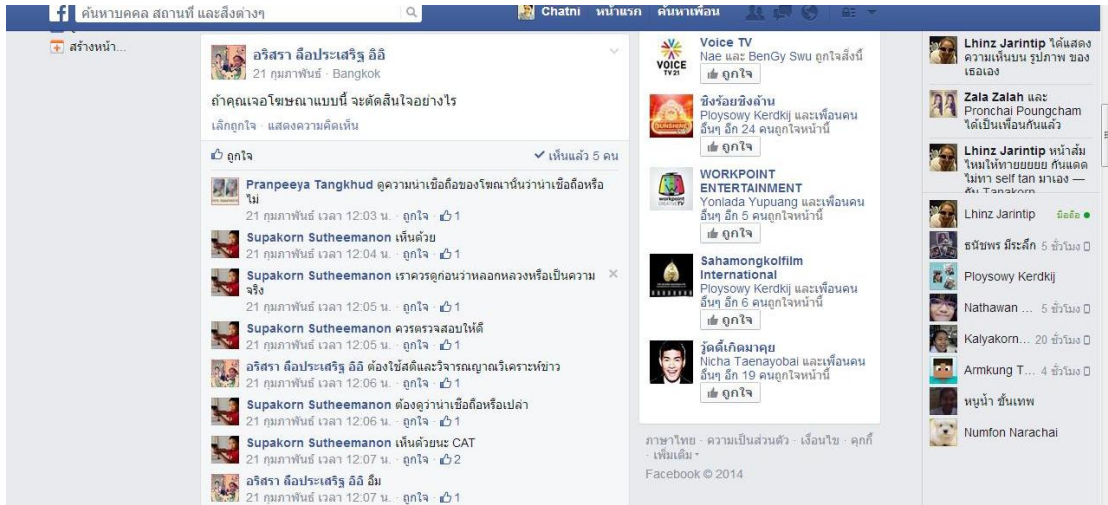 f
ค้นหาบุคคล สถานที่ และสิ่งต่างๆ
Chatni หน้าแรก ค้นหาเพื่อน
สร้างหน้า...
อริสรา ลือประเสริฐ อิอิ
21 กุมภาพันธ์ · Bangkok
ถ้าคุณเจอโฆษณาแบบนี้ จะตัดสินใจอย่างไร
เลิกถูกใจ · แสดงความคิดเห็น
ถูกใจ
เห็นแล้ว 5 คน
Pranpeeya Tangkhud ดูความน่าเชื่อถือของโฆณานั่นว่าน่าเชื่อถือหรือ
ไม่
21 กุมภาพันธ์ เวลา 12:03 น. · ถูกใจ · 1
Supakorn Sutheemanon เห็นด้วย
21 กุมภาพันธ์ เวลา 12:04 น. · ถูกใจ · 1
Supakorn Sutheemanon เราควรดูก่อนว่าหลอกหลวงหรือเป็นความ
จริง
21 กุมภาพันธ์ เวลา 12:05 น. · ถูกใจ · 1
Supakorn Sutheemanon ควรตรวจสอบให้ดี
21 กุมภาพันธ์ เวลา 12:05 น. · ถูกใจ · 1
อริสรา ลือประเสริฐ อิอิ ต้องใช้สติและวิจารณญาณวิเคราะห์ข่าว
21 กุมภาพันธ์ เวลา 12:06 น. · ถูกใจ · 1
Supakorn Sutheemanon ต้องดูว่าน่าเชื่อถือหรือเปล่า
21 กุมภาพันธ์ เวลา 12:06 น. · ถูกใจ · 1
Supakorn Sutheemanon เห็นด้วยนะ CAT
21 กุมภาพันธ์ เวลา 12:07 น. · ถูกใจ · 2
อริสรา ลือประเสริฐ อิอิ อืม
21 กุมภาพันธ์ เวลา 12:07 น. · ถูกใจ · 1
VOICE
TV21
Voice TV
Nae และ BenGy Swu ถูกใจสิ่งนี้
ถูกใจ
ชิงร้อยชิงล้าน
Ploysowy Kerdkij และเพื่อนคน
อื่นๆ อีก 24 คนถูกใจหน้านี้
ถูกใจ
WORKPOINT
ENTERTAINMENT
Yonlada Yupuang และเพื่อนคน
อื่นๆ อีก 5 คนถูกใจหน้านี้
ถูกใจ
Sahamongkolfilm
International
Ploysowy Kerdkij และเพื่อนคน
อื่นๆ อีก 6 คนถูกใจหน้านี้
ถูกใจ
วู้ดดี้เกิดมาคุย
Nicha Taenayobai และเพื่อนคน
อื่นๆ อีก 19 คนถูกใจหน้านี้
ถูกใจ
ภาษาไทย · ความเป็นส่วนตัว · เงื่อนไข · คุกกี้
· เพิ่มเติม
Facebook © 2014
Lhinz Jarintip ได้แสดง
ความเห็นบน รูปภาพ ของ
เธอเอง
Zala Zalah และ
Pronchai Poungcham
ได้เป็นเพื่อนกันแล้ว
Lhinz Jarintip หน้าส้ม
ไหมให้ทายยยยย กันแดด
ไม่ทา self tan มาเอง —
กับ Tanakorn
Lhinz Jarintip มือถือ
ธนัชพร มีระลึก 5 ชั่วโมง
Ploysowy Kerdkij
Nathawan ... 5 ชั่วโมง
Kalyakorn... 20 ชั่วโมง
Armkung T... 4 ชั่วโมง
หนูน้ำ ชั้นเทพ
Numfon Narachai